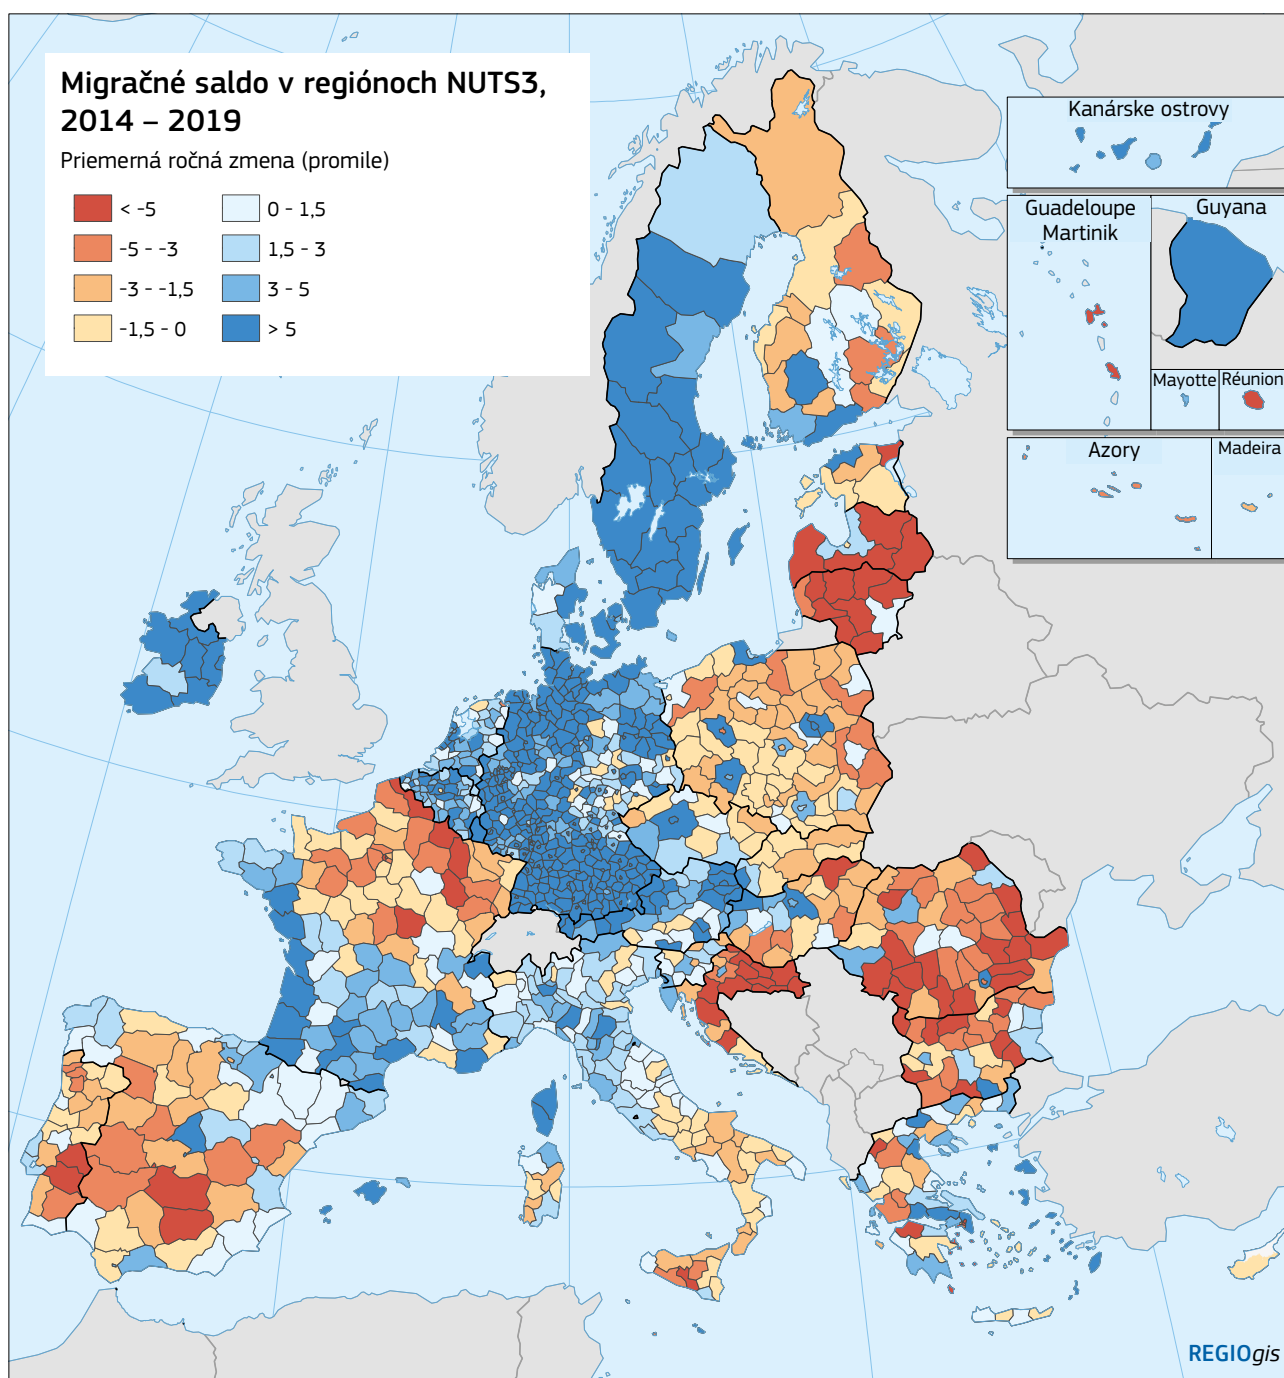 Migračné saldo v regiónoch NUTS3,
2014 – 2019
Priemerná ročná zmena (promile)
< -5
-5 - -3
-3 - -1,5
-1,5 - 0
0 - 1,5
1,5 - 3
3 - 5
> 5
Kanárske ostrovy
Guadeloupe
Martinik
Guyana
Mayotte
Réunion
Azory
Madeira
REGIOgis